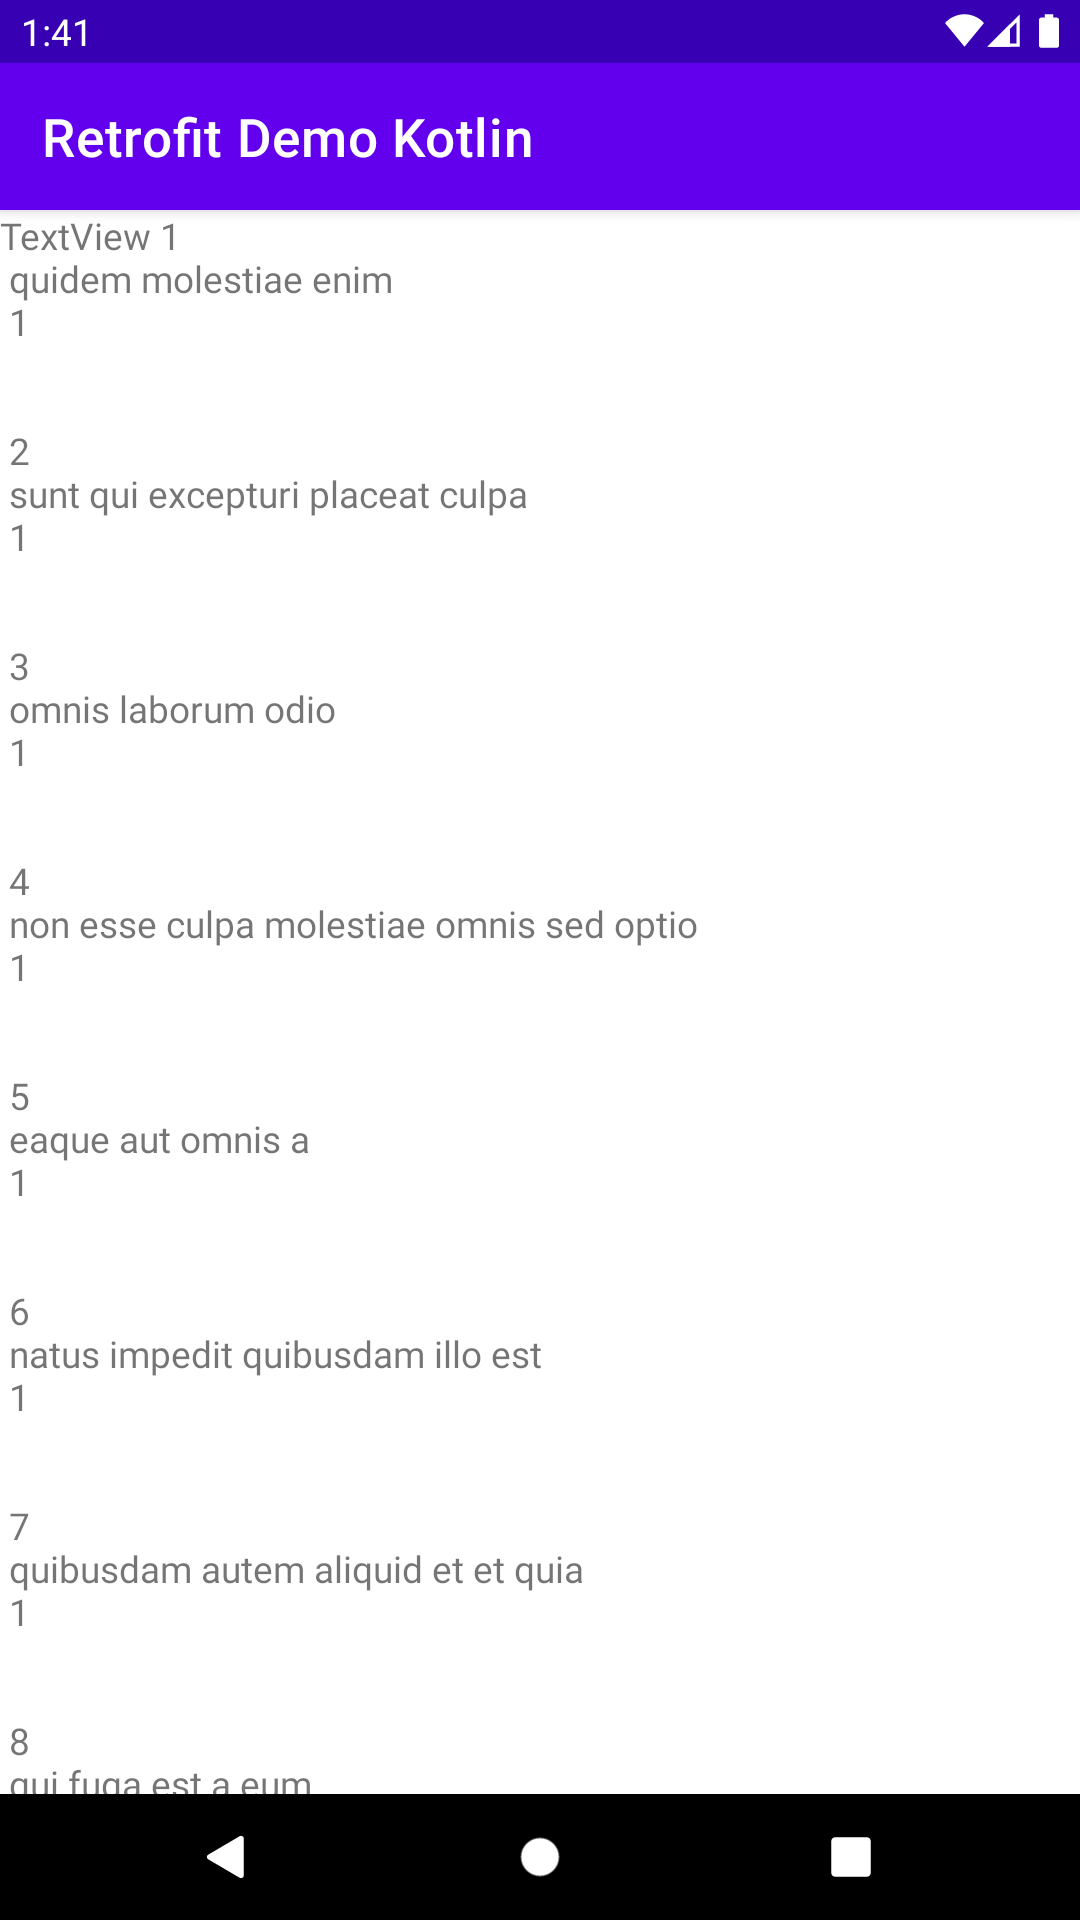 1:41
Retrofit Demo Kotlin
TextView 1
quidem molestiae enim
1
2
sunt qui excepturi placeat culpa
1
3
omnis laborum odio
1
4
non esse culpa molestiae omnis sed optio
1
5
eaque aut omnis a
1
6
natus impedit quibusdam illo est
1
7
quibusdam autem aliquid et et quia
1
8
qui fuga est a eum